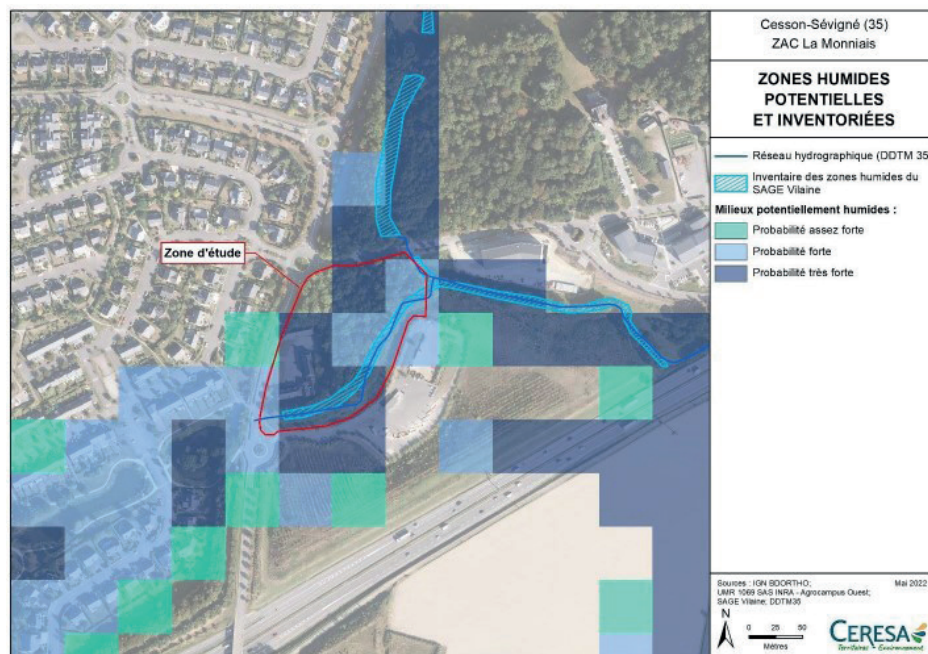 Cesson-Sévigné (35)
ZAC La Monniais
ZONES HUMIDES
POTENTIELLES
ET INVENTORIÉES
Réseau hydrographique (DDTM 35
Inventaire des zones humides du
SAGE Vilaine
Milieux potentiellement humides :
Probabilité assez forte
Probabilité forte
Probabilité très forte
Zone d'étude
Sources : IGN BDORTHO;
UMR 1069 SAS INRA - Agrocampus Ouest;
SAGE Vilaine; DDTM35
Mai 2022
N
0 25 50
Mètres
CERESA
Territoires - Environnement